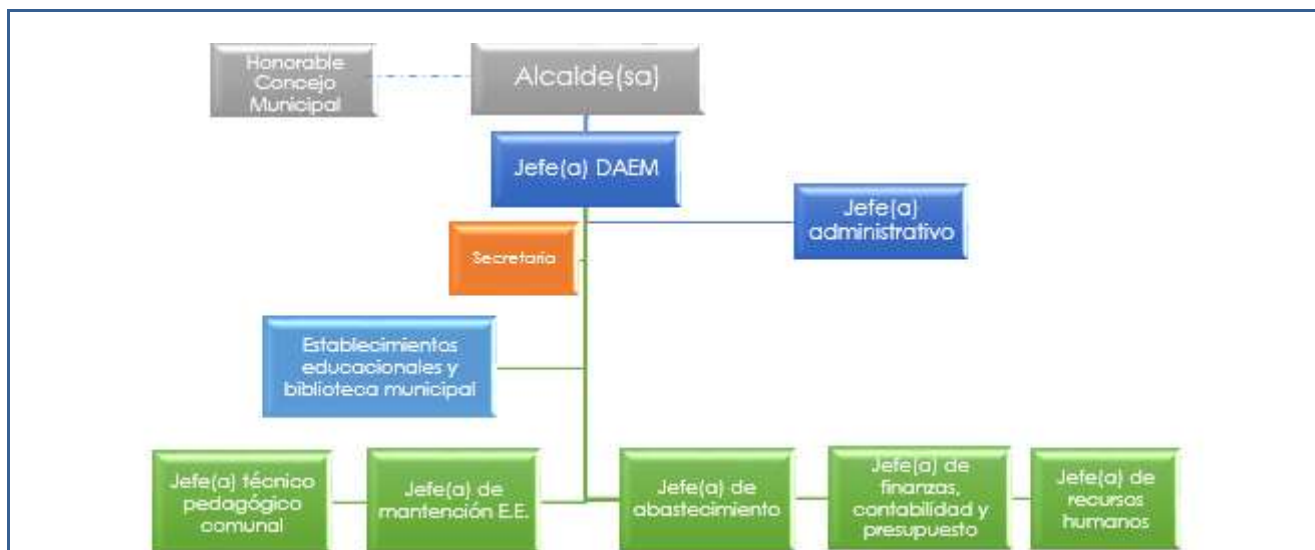 Honorable
Concejo
Municipal
Alcalde(sa)
Jefe(a) DAEM
Jefe(a)
administrativo
Secretaria
Establecimientos
educacionales y
biblioteca municipal
Jefe(a) técnico
pedagógico
comunal
Jefe(a) de
mantención E.E.
Jefe(a) de
abastecimiento
Jefe(a) de
finanzas,
contabilidad y
presupuesto
Jefe(a) de
recursos
humanos